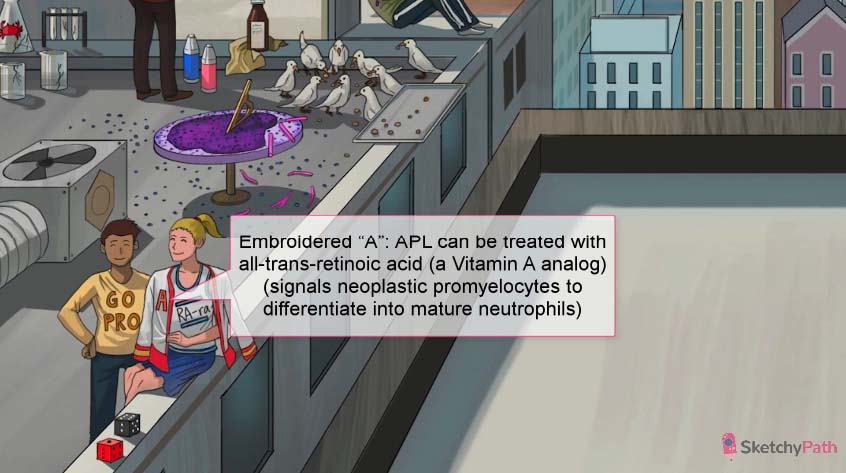 Embroidered “A”: APL can be treated with
all-trans-retinoic acid (a Vitamin A analog)
(signals neoplastic promyelocytes to
differentiate into mature neutrophils)
GO
PRO
A
RA-ra
SketchyPath